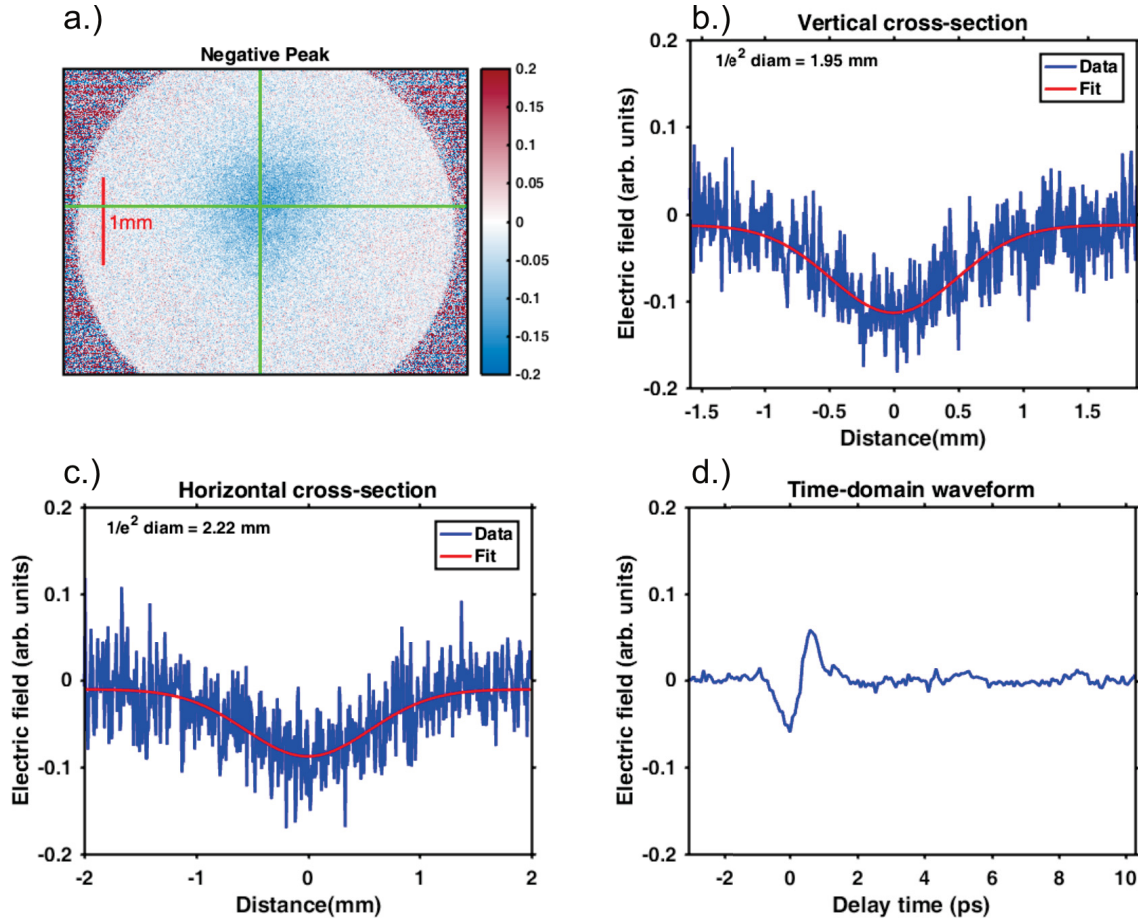 a.)
Negative Peak
1mm
0.2
0.15
0.1
0.05
0
-0.05
-0.1
-0.15
-0.2
b.)
Vertical cross-section
1/e² diam = 1.95 mm
Data
Fit
Electric field (arb. units)
0.2
0.1
0
-0.1
-0.2
-1.5 -1 -0.5 0 0.5 1 1.5
Distance(mm)
c.)
Horizontal cross-section
1/e² diam = 2.22 mm
Data
Fit
Electric field (arb. units)
0.2
0.1
0
-0.1
-0.2
-2 -1 0 1 2
Distance(mm)
d.)
Time-domain waveform
Electric field (arb. units)
0.2
0.1
0
-0.1
-0.2
-2 0 2 4 6 8 10
Delay time (ps)